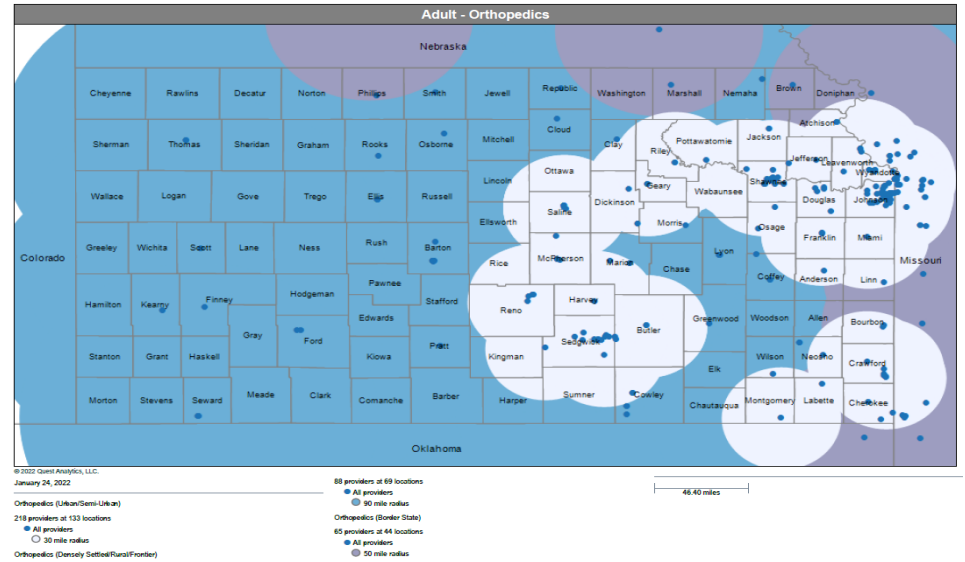 Adult - Orthopedics
Nebraska
Cheyenne Rawlins Decatur Norton Phillips Smith Jewell Republic Washington Marshall Nemaha Brown Doniphan
Atchison
Sherman Thomas Sheridan Graham Rooks Osborne Mitchell Cloud Clay Riley Pottawatomie Jackson Jefferson Leavenworth
Wyandotte
Wallace Logan Gove Trego Ellis Russell Lincoln Ottawa Geary Wabaunsee Shawnee Douglas Johnson
Saline Dickinson Morris Osage Franklin Miami
Greeley Wichita Scott Lane Ness Rush Barton Ellsworth
Colorado
Rice McPherson Marion Chase Lyon Coffey Anderson Linn Missouri
Hamilton Kearny Finney Hodgeman Pawnee Stafford Reno Harvey
Gray Ford Edwards Sedgwick Butler Greenwood Woodson Allen Bourbon
Stanton Grant Haskell Kiowa Pratt Kingman Elk Wilson Neosho Crawford
Morton Stevens Seward Meade Clark Comanche Barber Harper Sumner Cowley Chautauqua Montgomery Labette Cherokee
Oklahoma
© 2022 Quest Analytics, LLC.
January 24, 2022
Orthopedics (Urban/Semi-Urban)
218 providers at 133 locations
All providers
30 mile radius
Orthopedics (Densely Settled/Rural/Frontier)
88 providers at 69 locations
All providers
90 mile radius
Orthopedics (Border State)
65 providers at 44 locations
All providers
50 mile radius
46.40 miles